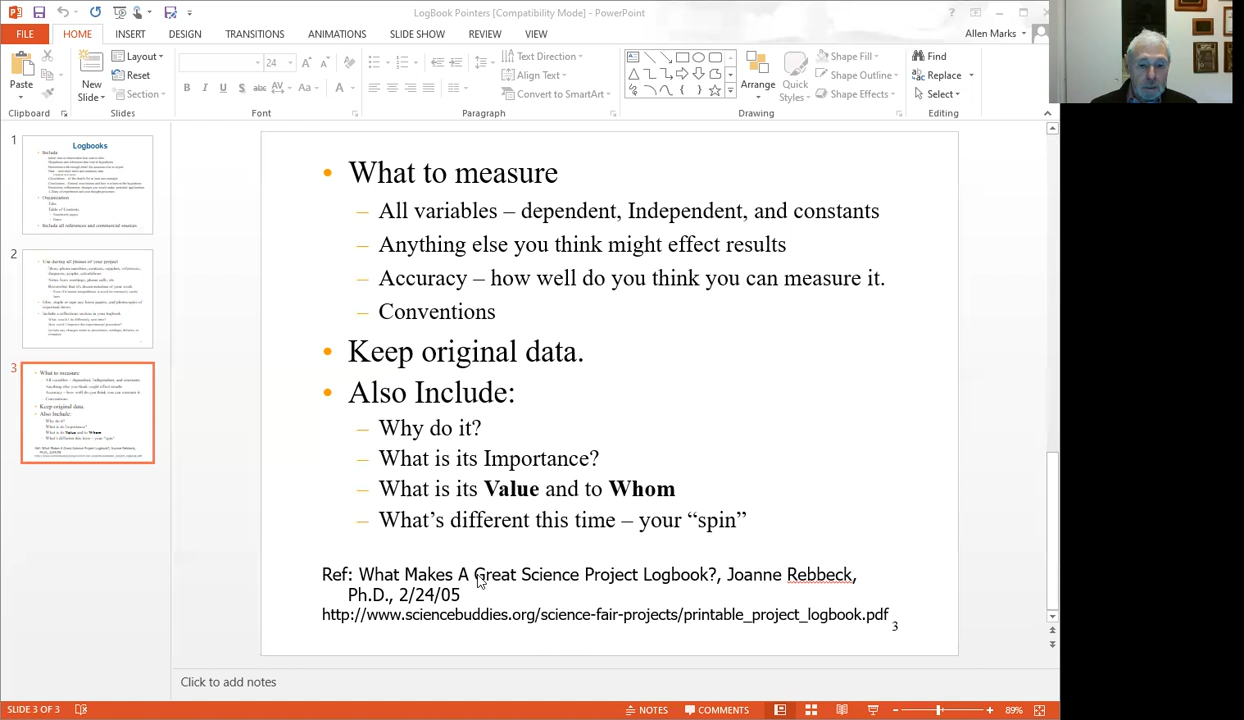 LogBook Pointers [Compatibility Mode] - PowerPoint
FILE HOME INSERT DESIGN TRANSITIONS ANIMATIONS SLIDE SHOW REVIEW VIEW Allen Marks
Paste
New Slide
Layout
Reset
Section
24
Text Direction
Align Text
Convert to SmartArt
Arrange
Quick Styles
Shape Fill
Shape Outline
Shape Effects
Find
Replace
Select
Clipboard Slides Font Paragraph Drawing Editing
1
Logbooks
2
3
• What to measure
– All variables – dependent, Independent, and constants
– Anything else you think might effect results
– Accuracy – how well do you think you can measure it.
– Conventions
• Keep original data.
• Also Include:
– Why do it?
– What is its Importance?
– What is its Value and to Whom
– What’s different this time – your “spin”
Ref: What Makes A Great Science Project Logbook?, Joanne Rebbeck,
Ph.D., 2/24/05
http://www.sciencebuddies.org/science-fair-projects/printable_project_logbook.pdf
3
Click to add notes
SLIDE 3 OF 3 NOTES COMMENTS 89%